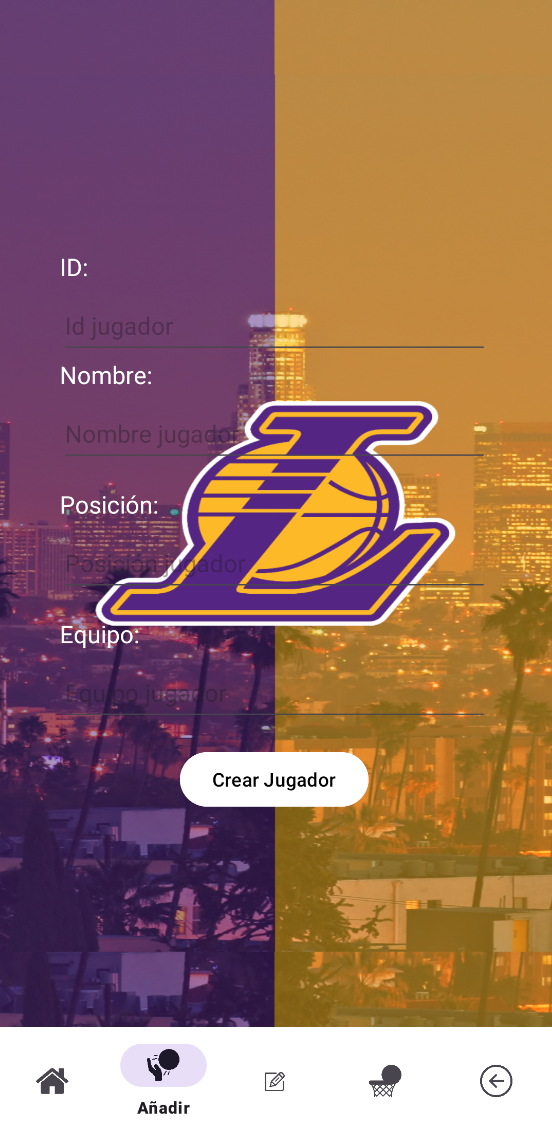 ID:
Id jugador
Nombre:
Nombre jugador
Posición:
Posición jugador
Equipo:
Equipo jugador
Crear Jugador
Añadir